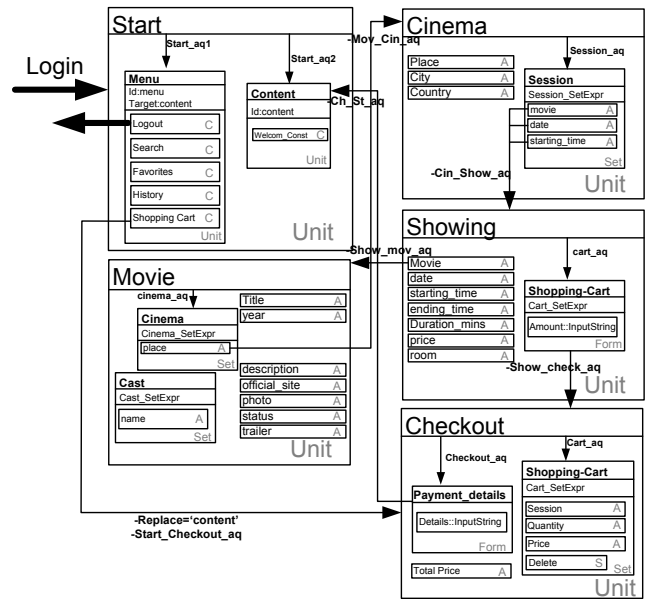 Login
Start
Start_aq1
Start_aq2
Menu
Id:menu
Target:content
Logout C
Search C
Favorites C
History C
Shopping Cart C
Unit
Content
Id:content
Welcom_Const C
Unit
Unit
-Mov_Cin_aq
-Ch_St_aq
Cinema
Session_aq
Place A
City A
Country A
Session
Session_SetExpr
movie A
date A
starting_time A
Set
Unit
-Cin_Show_aq
Showing
-Show_mov_aq
cart_aq
Movie A
date A
starting_time A
ending_time A
Duration_mins A
price A
room A
Shopping-Cart
Cart_SetExpr
Amount::InputString
Form
-Show_check_aq
Unit
Movie
cinema_aq
Cinema
Cinema_SetExpr
place A
Set
Cast
Cast_SetExpr
name A
Set
Title A
year A
description A
official_site A
photo A
status A
trailer A
Unit
-Replace='content'
-Start_Checkout_aq
Checkout
Checkout_aq
Cart_aq
Payment_details
Details::InputString
Form
Total Price A
Shopping-Cart
Cart_SetExpr
Session A
Quantity A
Price A
Delete S
Set
Unit